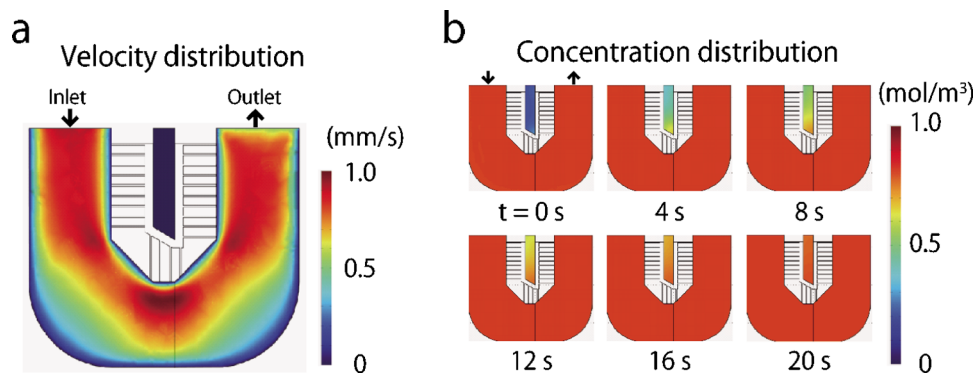 a
Velocity distribution
Inlet
Outlet
(mm/s)
1.0
0.5
0
b
Concentration distribution
(mol/m³)
1.0
0.5
0.0
t = 0 s
4 s
8 s
12 s
16 s
20 s